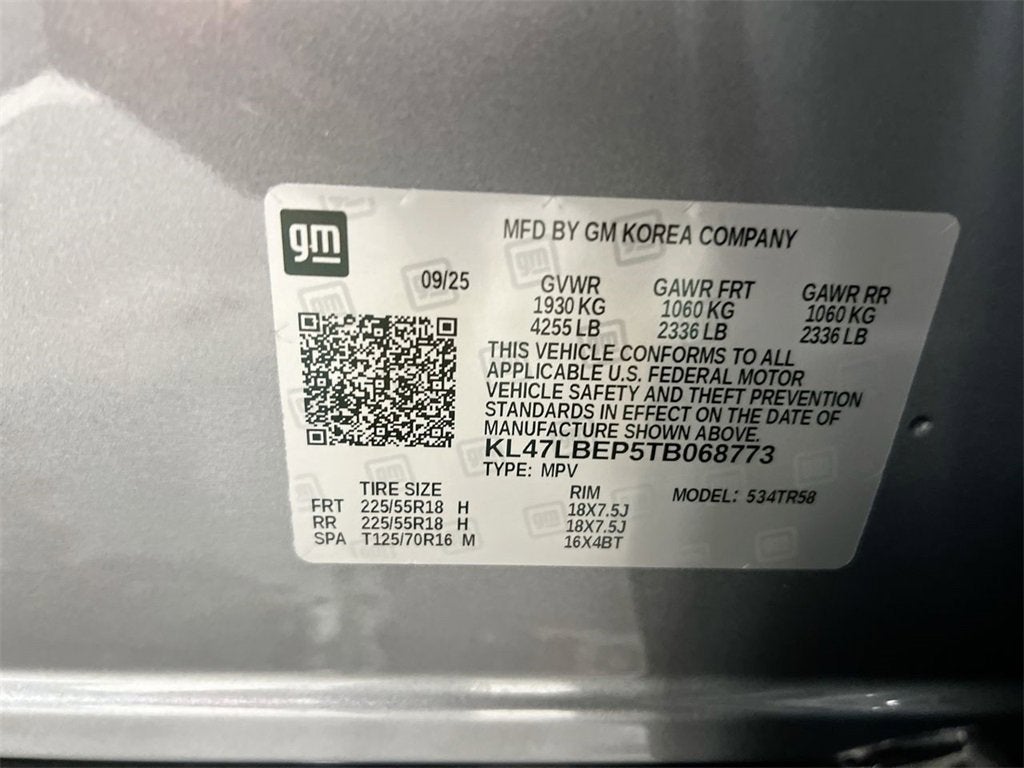 gm
MFD BY GM KOREA COMPANY
09/25
GVWR GAWR FRT GAWR RR
1930 KG 1060 KG 1060 KG
4255 LB 2336 LB 2336 LB
THIS VEHICLE CONFORMS TO ALL
APPLICABLE U.S. FEDERAL MOTOR
VEHICLE SAFETY AND THEFT PREVENTION
STANDARDS IN EFFECT ON THE DATE OF
MANUFACTURE SHOWN ABOVE.
KL47LBEP5TB068773
TYPE: MPV
TIRE SIZE RIM MODEL: 534TR58
FRT 225/55R18 H 18X7.5J
RR 225/55R18 H 18X7.5J
SPA T125/70R16 M 16X4BT